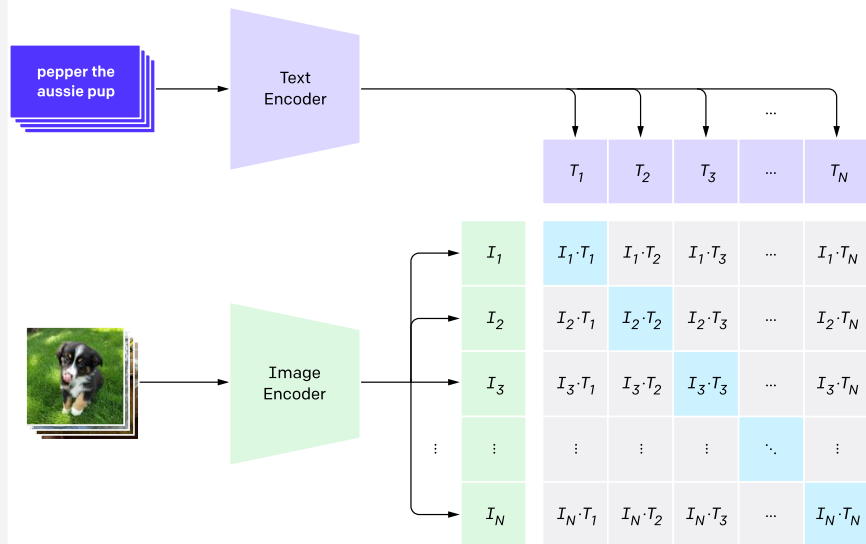 pepper the
aussie pup
Text
Encoder
...
T1 T2 T3 ... TN
I1 I1·T1 I1·T2 I1·T3 ... I1·TN
I2 I2·T1 I2·T2 I2·T3 ... I2·TN
Image
Encoder
I3 I3·T1 I3·T2 I3·T3 ... I3·TN
⋮ ⋮ ⋮ ⋮ ⋮ ⋱ ⋮
IN IN·T1 IN·T2 IN·T3 ... IN·TN